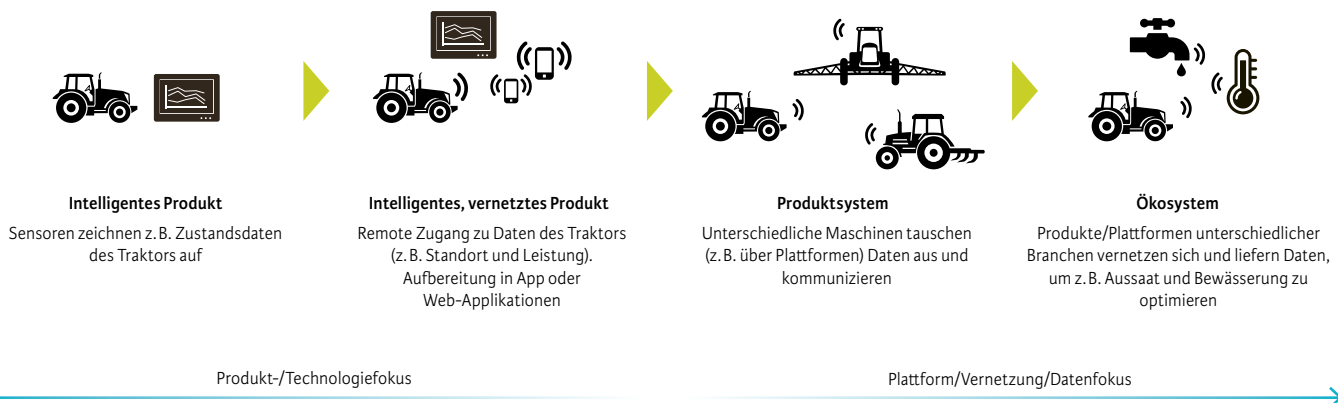 Intelligentes Produkt
Sensoren zeichnen z. B. Zustandsdaten
des Traktors auf
Intelligentes, vernetztes Produkt
Remote Zugang zu Daten des Traktors
(z. B. Standort und Leistung).
Aufbereitung in App oder
Web-Applikationen
Produktsystem
Unterschiedliche Maschinen tauschen
(z. B. über Plattformen) Daten aus und
kommunizieren
Ökosystem
Produkte/Plattformen unterschiedlicher
Branchen vernetzen sich und liefern Daten,
um z. B. Aussaat und Bewässerung zu
optimieren
Produkt-/Technologiefokus
Plattform/Vernetzung/Datenfokus